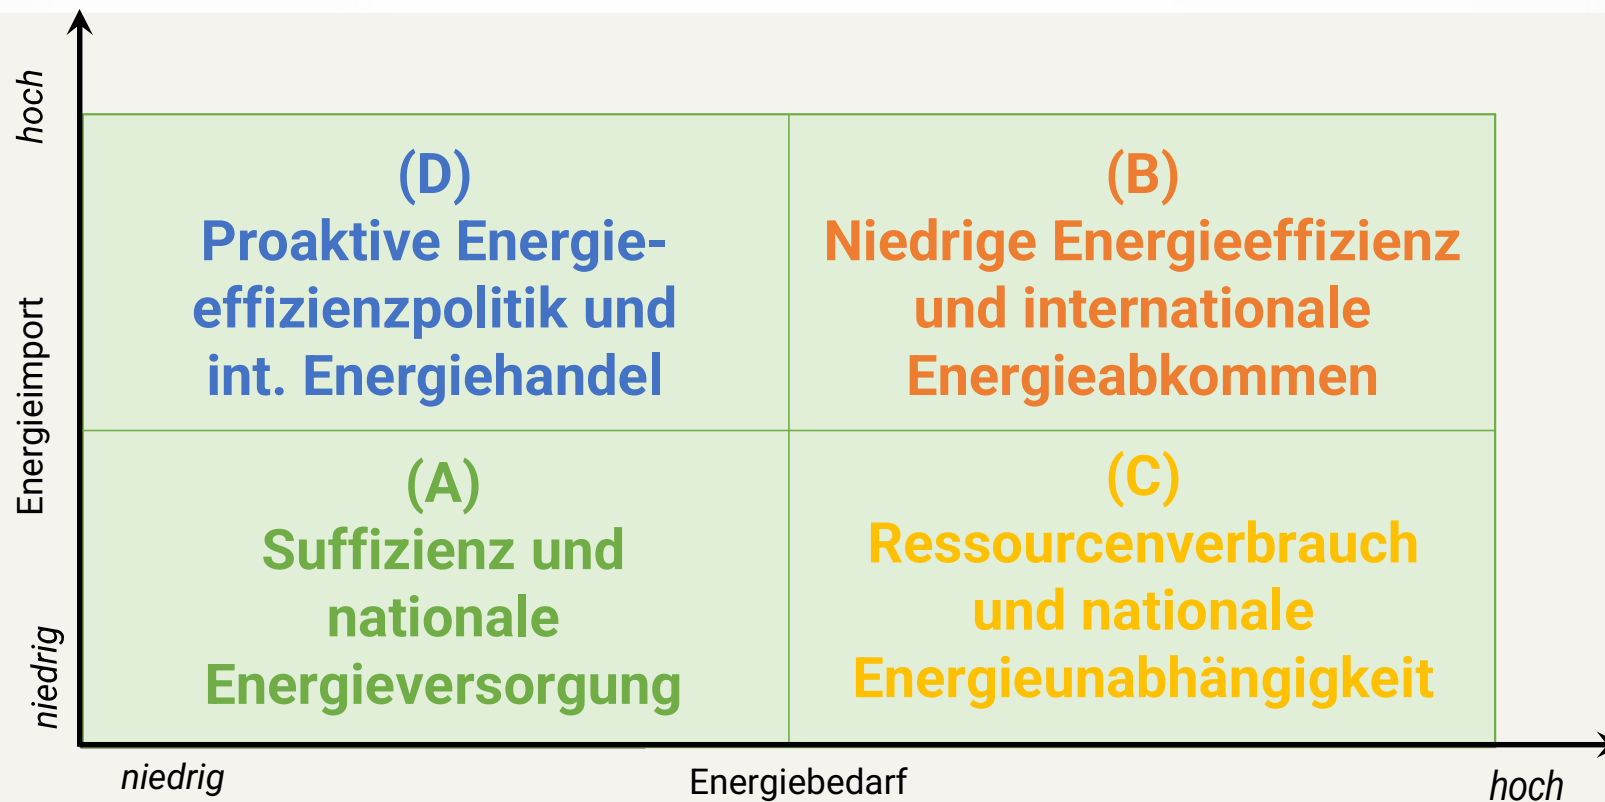 hoch
Energieimport
niedrig
(D)
Proaktive Energie-
effizienzpolitik und
int. Energiehandel
(B)
Niedrige Energieeffizienz
und internationale
Energieabkommen
(A)
Suffizienz und
nationale
Energieversorgung
(C)
Ressourcenverbrauch
und nationale
Energieunabhängigkeit
niedrig
Energiebedarf
hoch